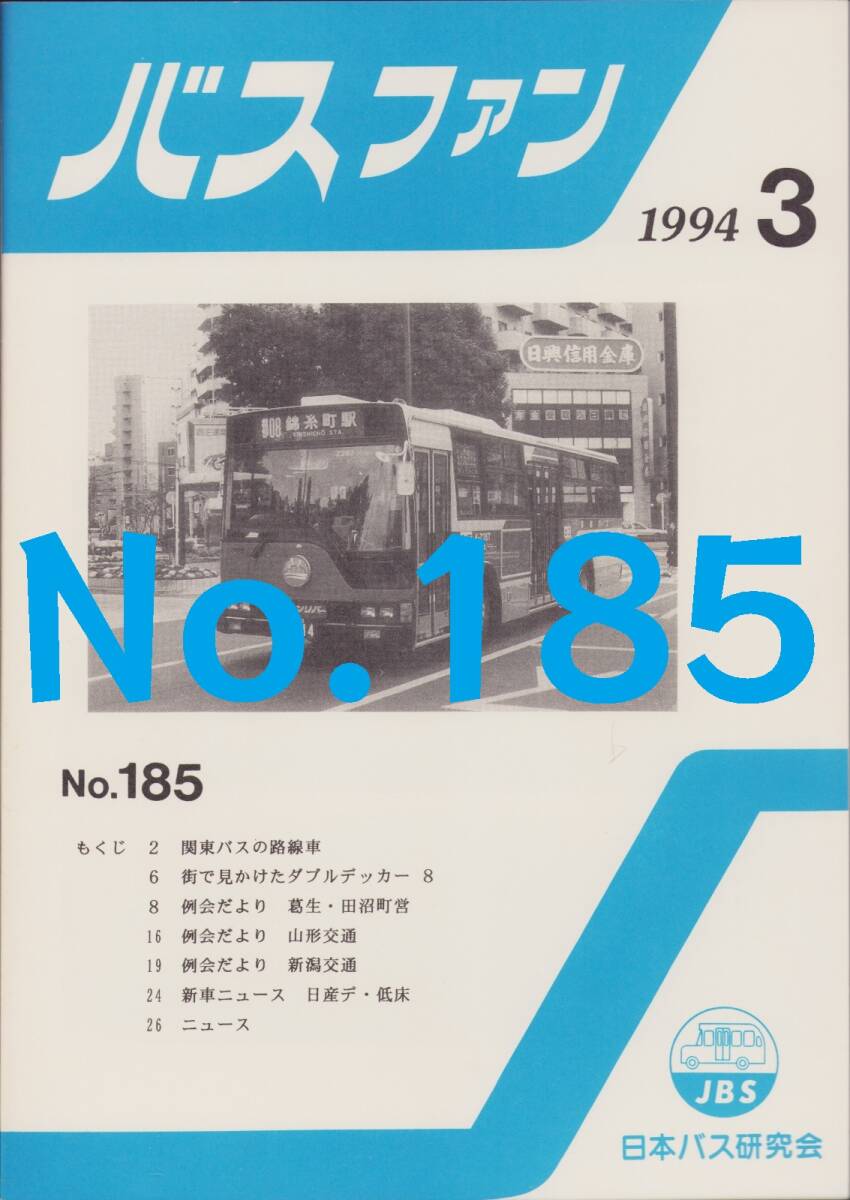 バスファン
1994 3
日興信用金庫
錦糸町駅
KINSHICHO STA.
No.185
No.185
もくじ 2 関東バスの路線車
6 街で見かけたダブルデッカー 8
8 例会だより 葛生・田沼町営
16 例会だより 山形交通
19 例会だより 新潟交通
24 新車ニュース 日産デ・低床
26 ニュース
JBS
日本バス研究会